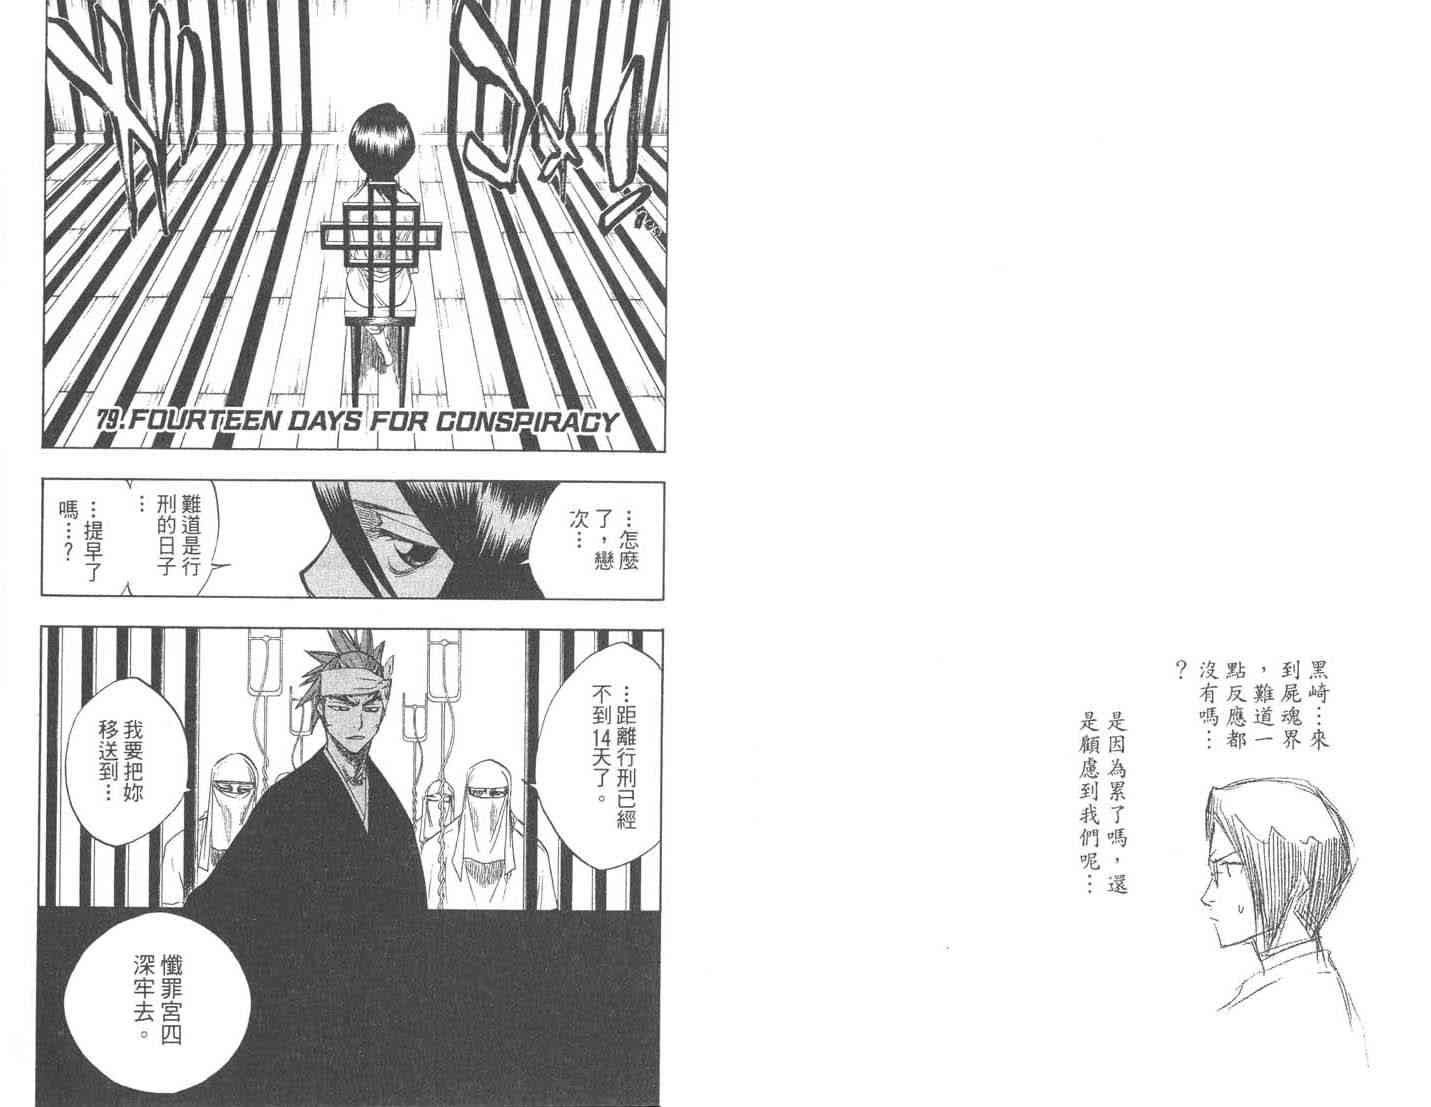 黑崎…來
到屍魂界
，難道一
點反應都
沒有嗎…
？
是因為累了嗎，還
是顧慮到我們呢…
79.FOURTEEN DAYS FOR CONSPIRACY
…怎麼
了，戀
次…
難道是行
刑的日子
…
…提早了
嗎…？
…距離行刑已經
不到14天了。
我要把妳
移送到…
懺罪宮四
深牢去。